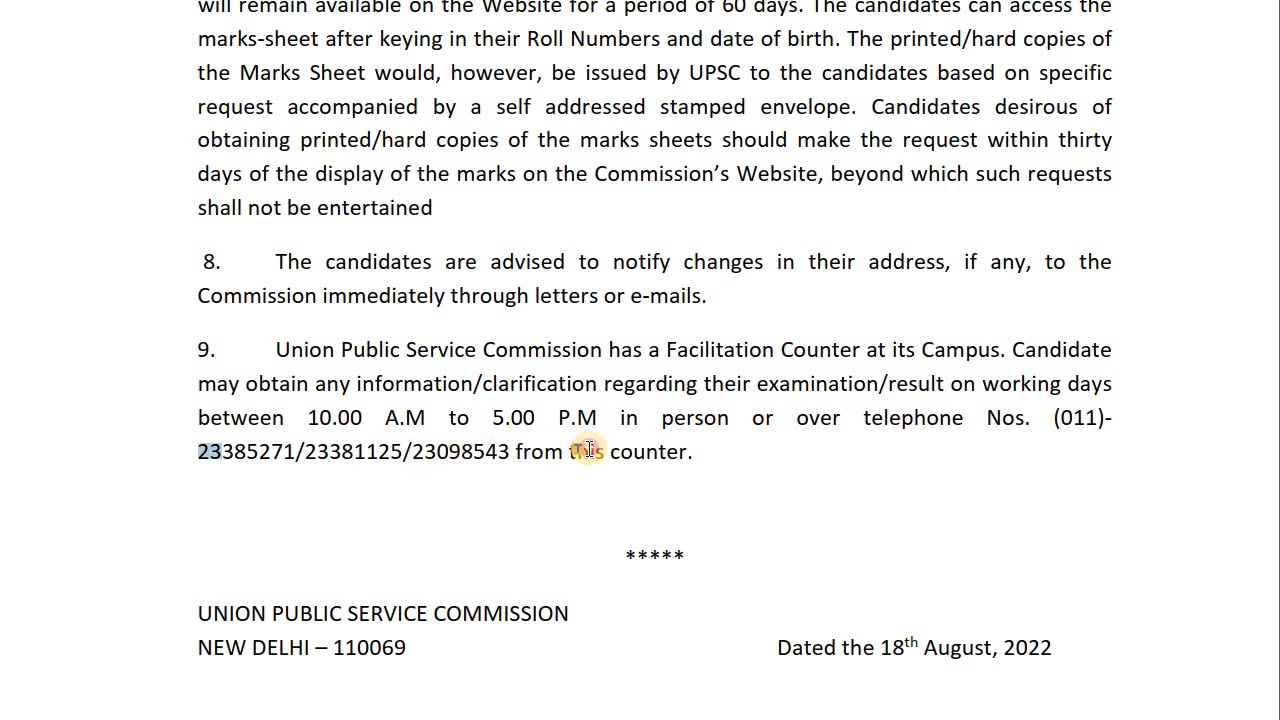 will remain available on the Website for a period of 60 days. The candidates can access the
marks-sheet after keying in their Roll Numbers and date of birth. The printed/hard copies of
the Marks Sheet would, however, be issued by UPSC to the candidates based on specific
request accompanied by a self addressed stamped envelope. Candidates desirous of
obtaining printed/hard copies of the marks sheets should make the request within thirty
days of the display of the marks on the Commission’s Website, beyond which such requests
shall not be entertained
8. The candidates are advised to notify changes in their address, if any, to the
Commission immediately through letters or e-mails.
9. Union Public Service Commission has a Facilitation Counter at its Campus. Candidate
may obtain any information/clarification regarding their examination/result on working days
between 10.00 A.M to 5.00 P.M in person or over telephone Nos. (011)-
23385271/23381125/23098543 from this counter.
*****
UNION PUBLIC SERVICE COMMISSION
NEW DELHI – 110069 Dated the 18th August, 2022